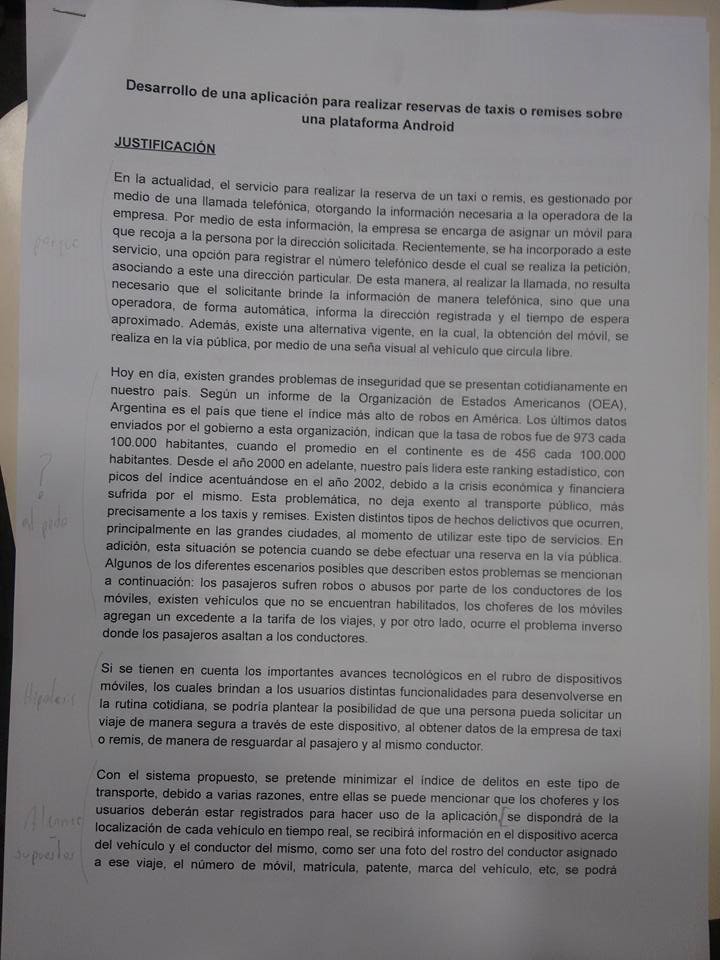 Desarrollo de una aplicación para realizar reservas de taxis o remises sobre
una plataforma Android
JUSTIFICACIÓN
En la actualidad, el servicio para realizar la reserva de un taxi o remis, es gestionado por
medio de una llamada telefónica, otorgando la información necesaria a la operadora de la
empresa. Por medio de esta información, la empresa se encarga de asignar un móvil para
que recoja a la persona por la dirección solicitada. Recientemente, se ha incorporado a este
servicio, una opción para registrar el número telefónico desde el cual se realiza la petición,
asociando a este una dirección particular. De esta manera, al realizar la llamada, no resulta
necesario que el solicitante brinde la información de manera telefónica, sino que una
operadora, de forma automática, informa la dirección registrada y el tiempo de espera
aproximado. Además, existe una alternativa vigente, en la cual, la obtención del móvil, se
realiza en la vía pública, por medio de una seña visual al vehículo que circula libre.
Hoy en día, existen grandes problemas de inseguridad que se presentan cotidianamente en
nuestro país. Según un informe de la Organización de Estados Americanos (OEA),
Argentina es el país que tiene el índice más alto de robos en América. Los últimos datos
enviados por el gobierno a esta organización, indican que la tasa de robos fue de 973 cada
100.000 habitantes, cuando el promedio en el continente es de 456 cada 100.000
habitantes. Desde el año 2000 en adelante, nuestro país lidera este ranking estadístico, con
picos del índice acentuándose en el año 2002, debido a la crisis económica y financiera
sufrida por el mismo. Esta problemática, no deja exento al transporte público, más
precisamente a los taxis y remises. Existen distintos tipos de hechos delictivos que ocurren,
principalmente en las grandes ciudades, al momento de utilizar este tipo de servicios. En
adición, esta situación se potencia cuando se debe efectuar una reserva en la vía pública.
Algunos de los diferentes escenarios posibles que describen estos problemas se mencionan
a continuación: los pasajeros sufren robos o abusos por parte de los conductores de los
móviles, existen vehículos que no se encuentran habilitados, los choferes de los móviles
agregan un excedente a la tarifa de los viajes, y por otro lado, ocurre el problema inverso
donde los pasajeros asaltan a los conductores.
?
Si se tienen en cuenta los importantes avances tecnológicos en el rubro de dispositivos
móviles, los cuales brindan a los usuarios distintas funcionalidades para desenvolverse en
la rutina cotidiana, se podría plantear la posibilidad de que una persona pueda solicitar un
viaje de manera segura a través de este dispositivo, al obtener datos de la empresa de taxi
o remis, de manera de resguardar al pasajero y al mismo conductor.
Hipótesis
Con el sistema propuesto, se pretende minimizar el índice de delitos en este tipo de
transporte, debido a varias razones, entre ellas se puede mencionar que los choferes y los
usuarios deberán estar registrados para hacer uso de la aplicación, se dispondrá de la
localización de cada vehículo en tiempo real, se recibirá información en el dispositivo acerca
del vehículo y el conductor del mismo, como ser una foto del rostro del conductor asignado
a ese viaje, el número de móvil, matrícula, patente, marca del vehículo, etc, se podrá
Alcance
supuestos